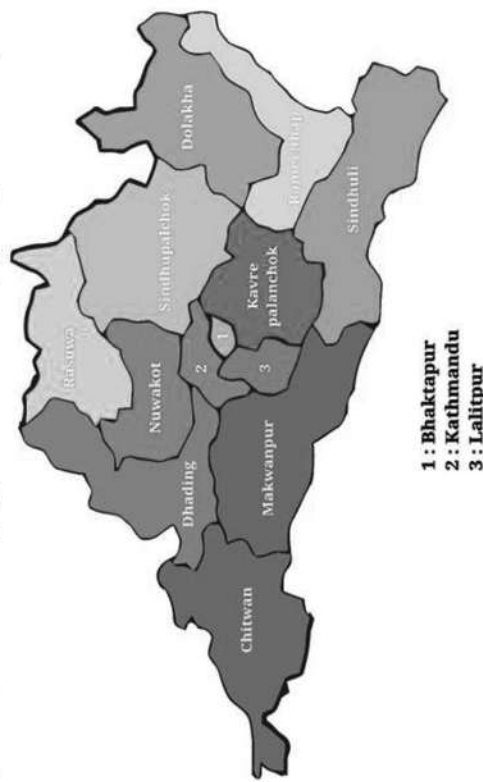 Rasuwa
Dolakha
Sindhupalchok
Nuwakot
Dhading
2
1
3
Kavre
palanchok
Sindhuli
Makwanpur
Chitwan
1 : Bhaktapur
2 : Kathmandu
3 : Lalitpur